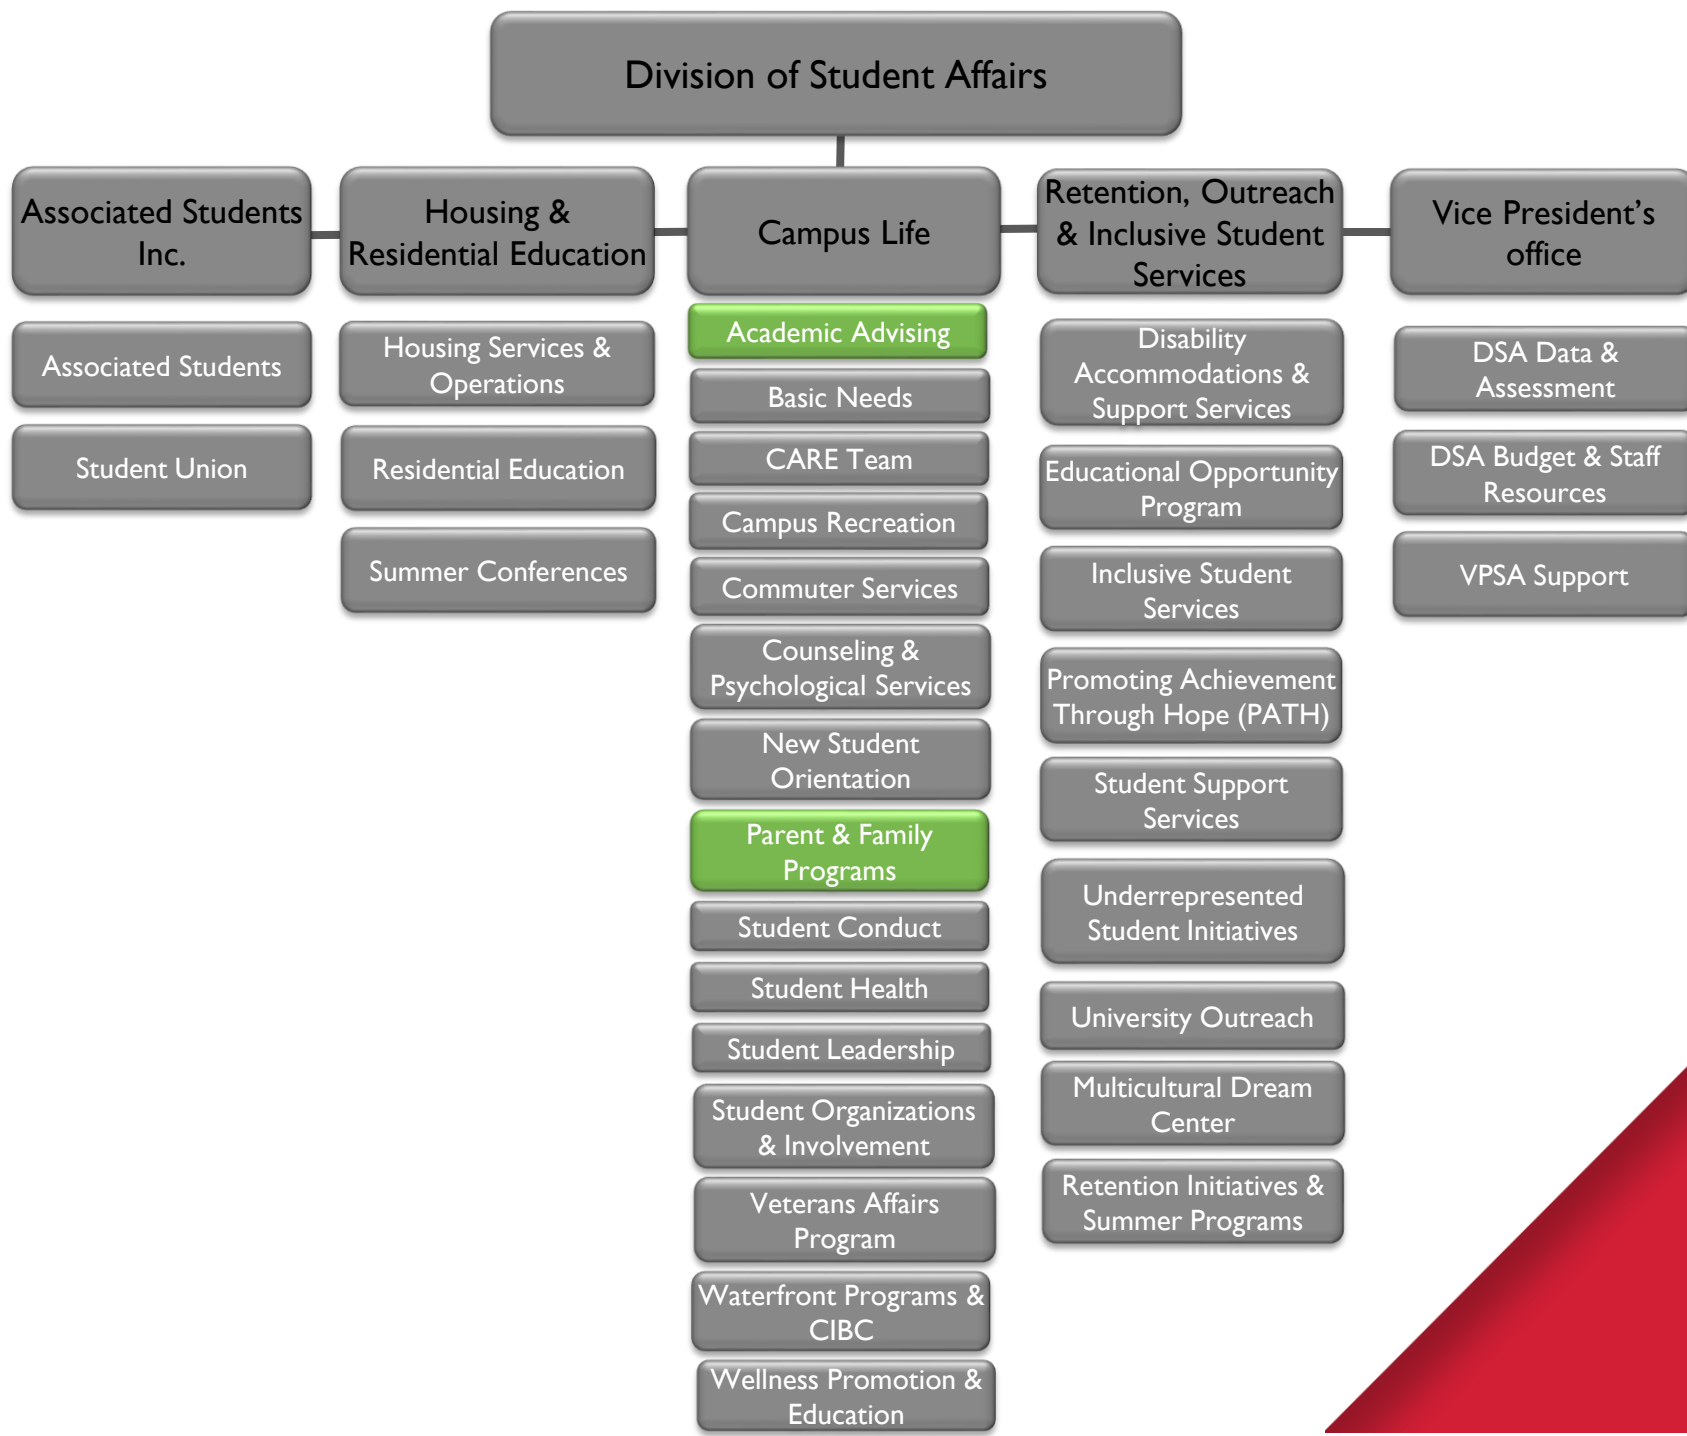 Division of Student Affairs
Associated Students
Inc.
Housing &
Residential Education
Campus Life
Retention, Outreach
& Inclusive Student
Services
Vice President’s
office
Associated Students
Student Union
Housing Services &
Operations
Residential Education
Summer Conferences
Academic Advising
Basic Needs
CARE Team
Campus Recreation
Commuter Services
Counseling &
Psychological Services
New Student
Orientation
Parent & Family
Programs
Student Conduct
Student Health
Student Leadership
Student Organizations
& Involvement
Veterans Affairs
Program
Waterfront Programs &
CIBC
Wellness Promotion &
Education
Disability
Accommodations &
Support Services
Educational Opportunity
Program
Inclusive Student
Services
Promoting Achievement
Through Hope (PATH)
Student Support
Services
Underrepresented
Student Initiatives
University Outreach
Multicultural Dream
Center
Retention Initiatives &
Summer Programs
DSA Data &
Assessment
DSA Budget & Staff
Resources
VPSA Support